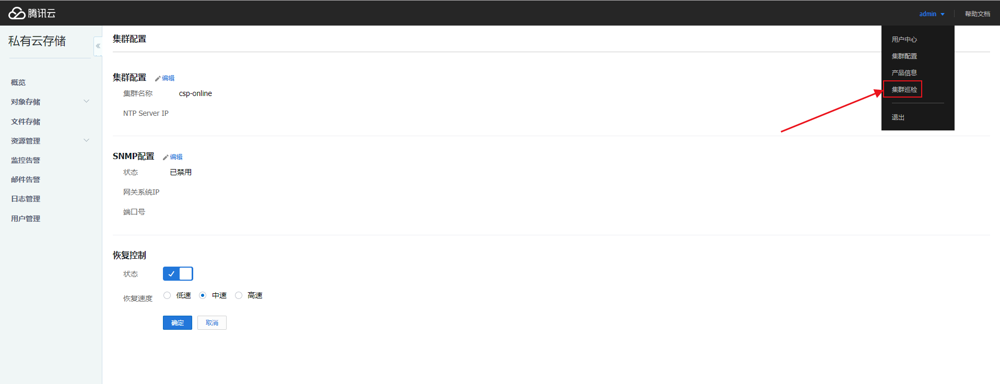 腾讯云
admin
帮助文档
私有云存储
概览
对象存储
文件存储
资源管理
监控告警
邮件告警
日志管理
用户管理
集群配置
集群配置 编辑
集群名称 csp-online
NTP Server IP
SNMP配置 编辑
状态 已禁用
网关系统IP
端口号
恢复控制
状态
恢复速度 低速 中速 高速
确定 取消
用户中心
集群配置
产品信息
集群巡检
退出